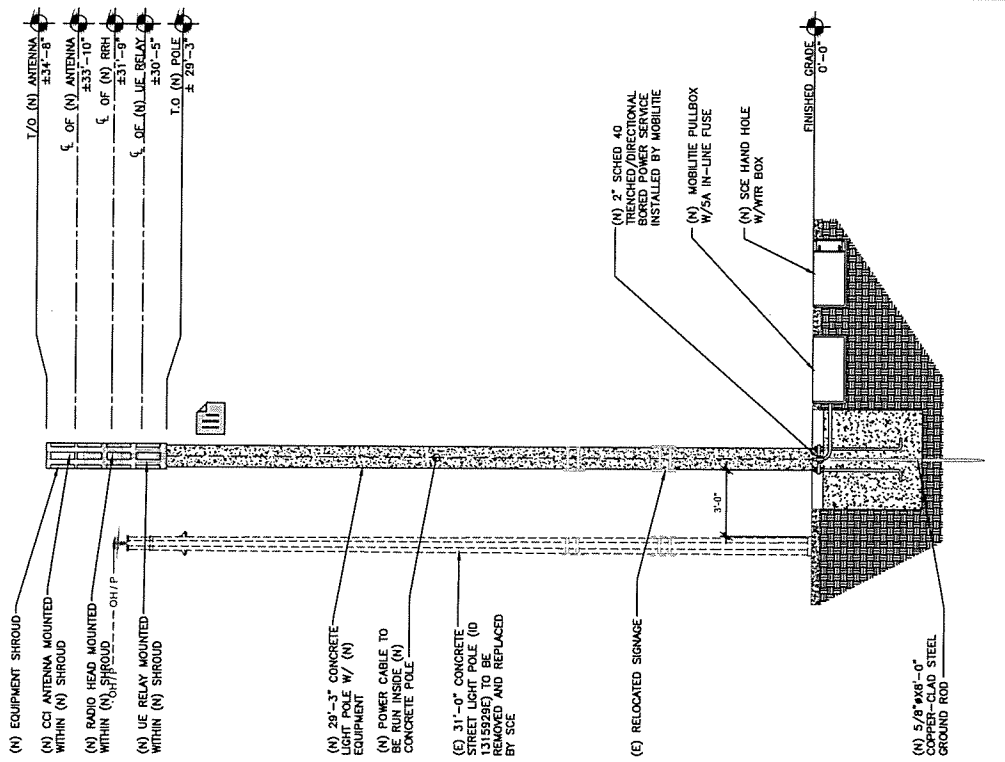 T/O (N) ANTENNA
±34'-8"
℄ OF (N) ANTENNA
±33'-10"
℄ OF (N) RRH
±31'-9"
℄ OF (N) UE RELAY
±30'-5"
T.O (N) POLE
± 29'-3"
(N) 2" SCHED 40
TRENCHED/DIRECTIONAL
BORED POWER SERVICE
INSTALLED BY MOBILITIE
(N) MOBILITIE PULLBOX
W/5A IN-LINE FUSE
(N) SCE HAND HOLE
W/WTR BOX
FINISHED GRADE
0'-0"
3'-0"
(N) EQUIPMENT SHROUD
(N) CCI ANTENNA MOUNTED
WITHIN (N) SHROUD
(N) RADIO HEAD MOUNTED
WITHIN (N) SHROUD
OH/P OH/P
(N) UE RELAY MOUNTED
WITHIN (N) SHROUD
(N) 29'-3" CONCRETE
LIGHT POLE W/ (N)
EQUIPMENT
(N) POWER CABLE TO
BE RUN INSIDE (N)
CONCRETE POLE
(E) 31'-0" CONCRETE
STREET LIGHT POLE (ID
1315929E) TO BE
REMOVED AND REPLACED
BY SCE
(E) RELOCATED SIGNAGE
(N) 5/8"øX8'-0"
COPPER-CLAD STEEL
GROUND ROD